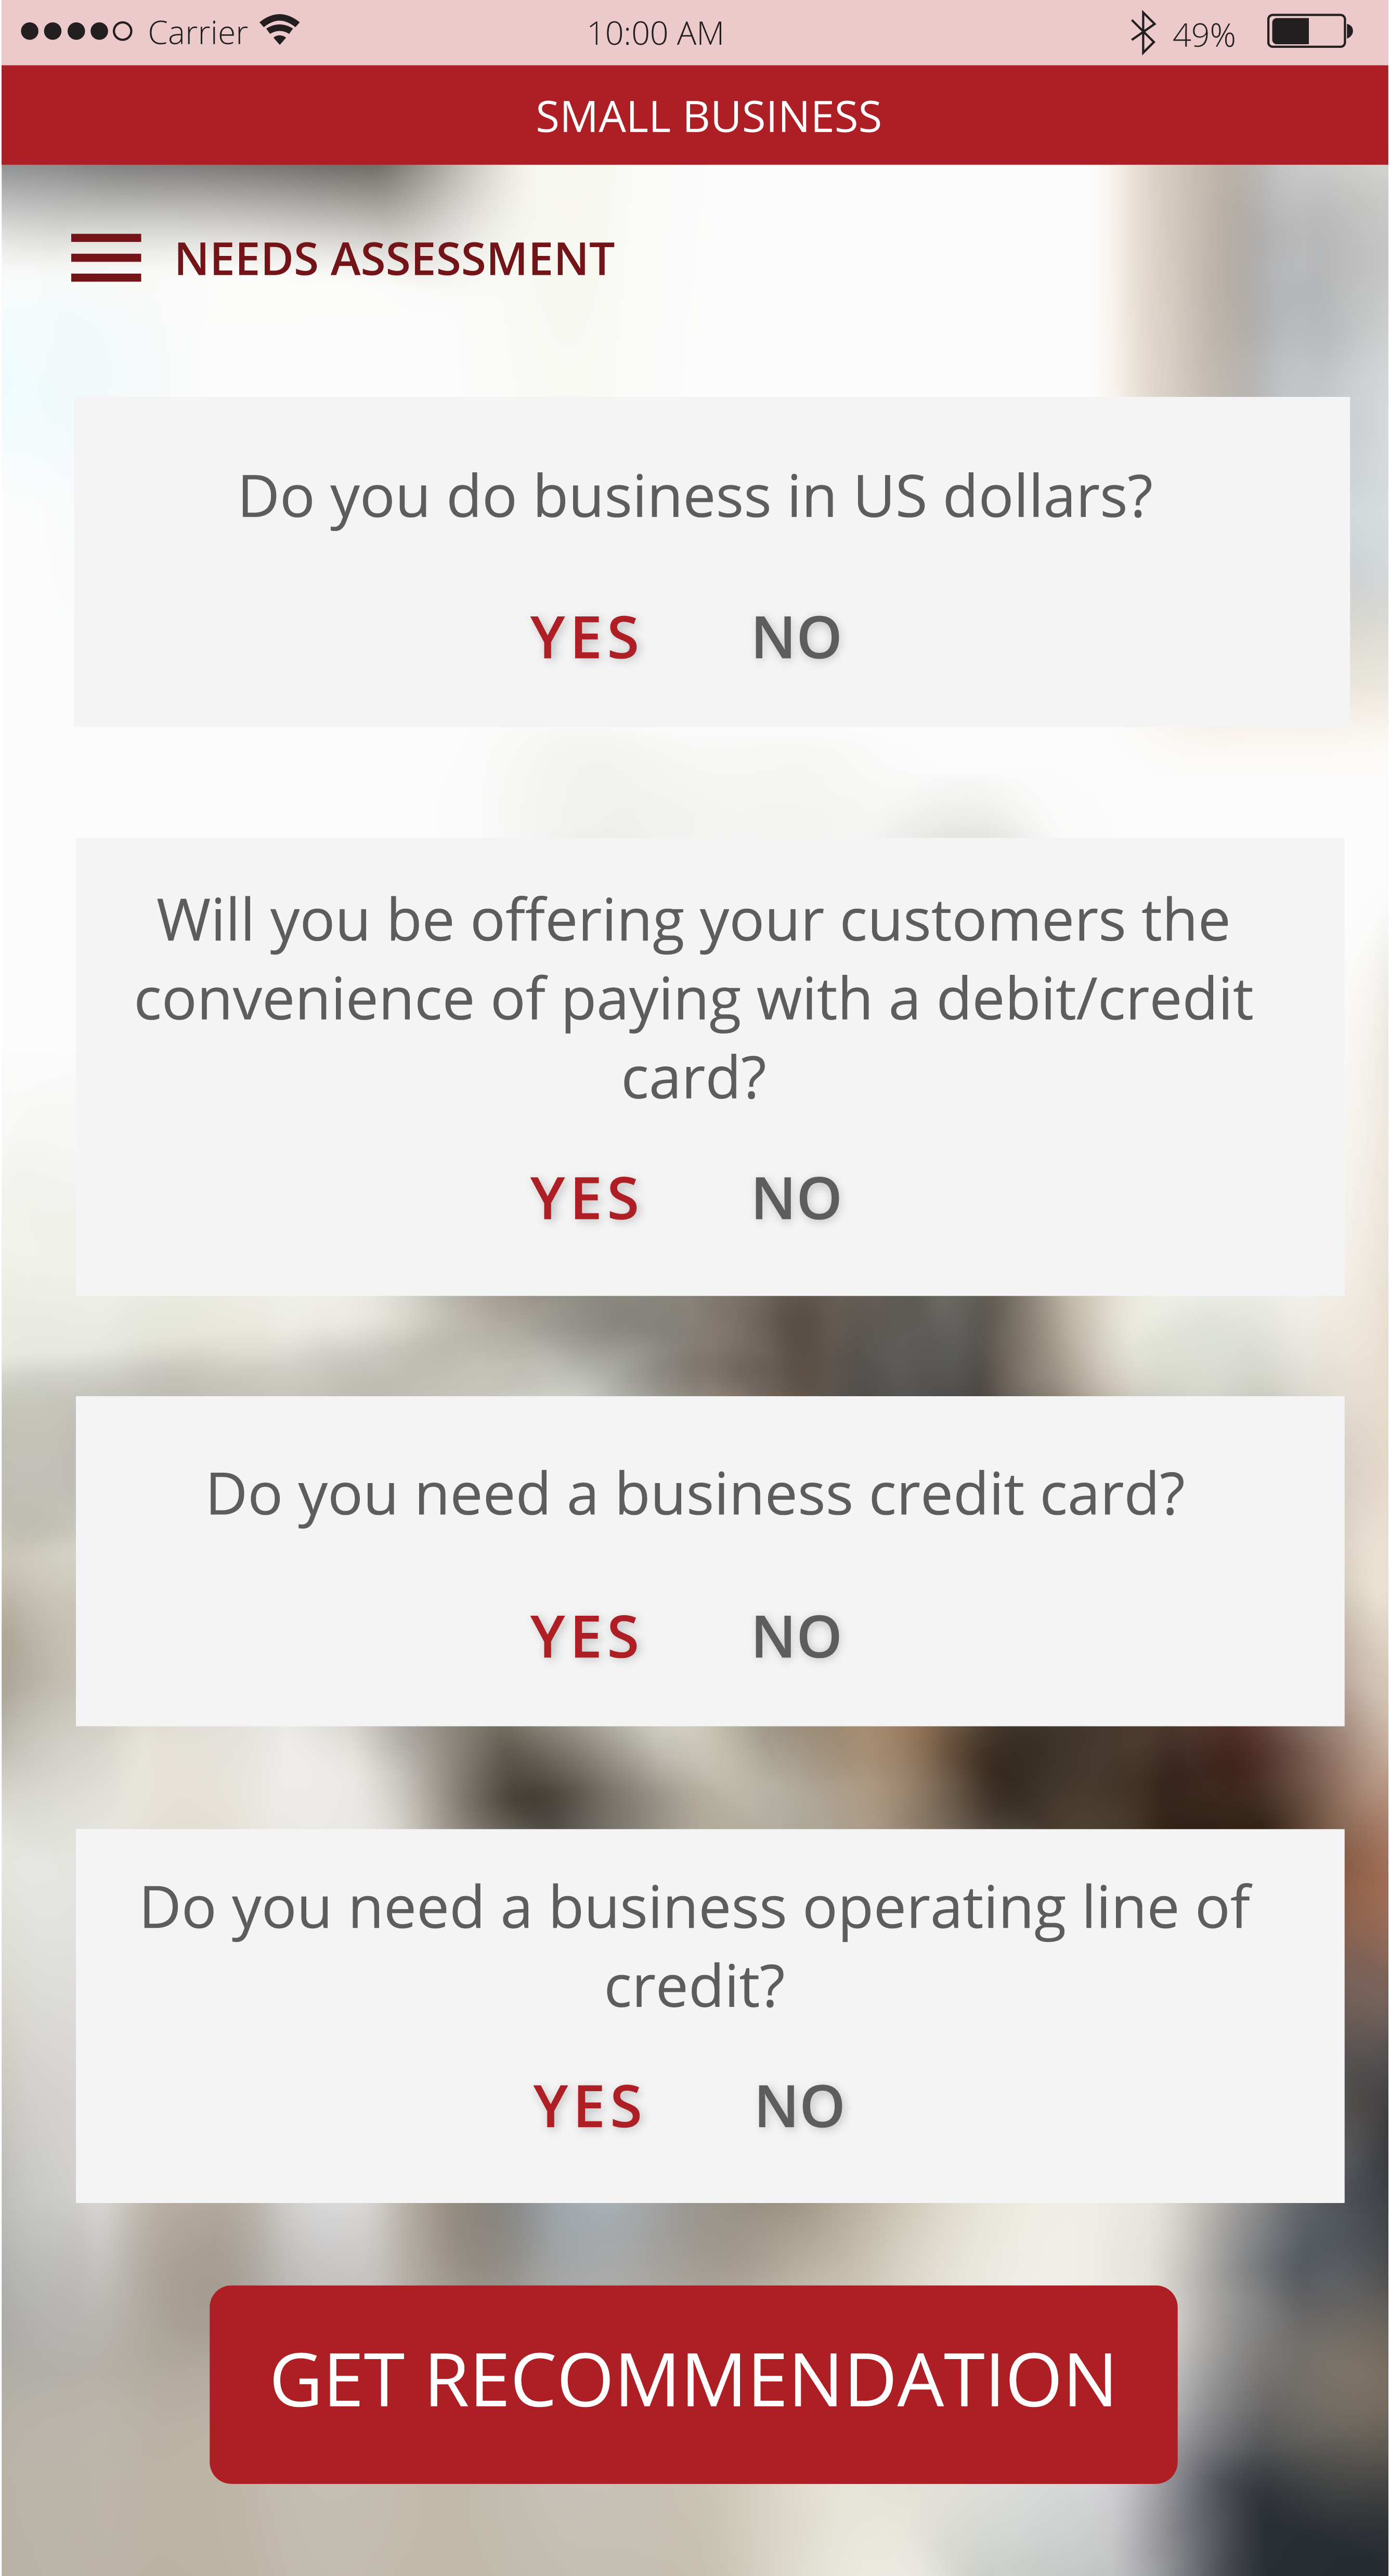 Carrier 10:00 AM 49%
SMALL BUSINESS
NEEDS ASSESSMENT
Do you do business in US dollars?
YES NO
Will you be offering your customers the
convenience of paying with a debit/credit
card?
YES NO
Do you need a business credit card?
YES NO
Do you need a business operating line of
credit?
YES NO
GET RECOMMENDATION